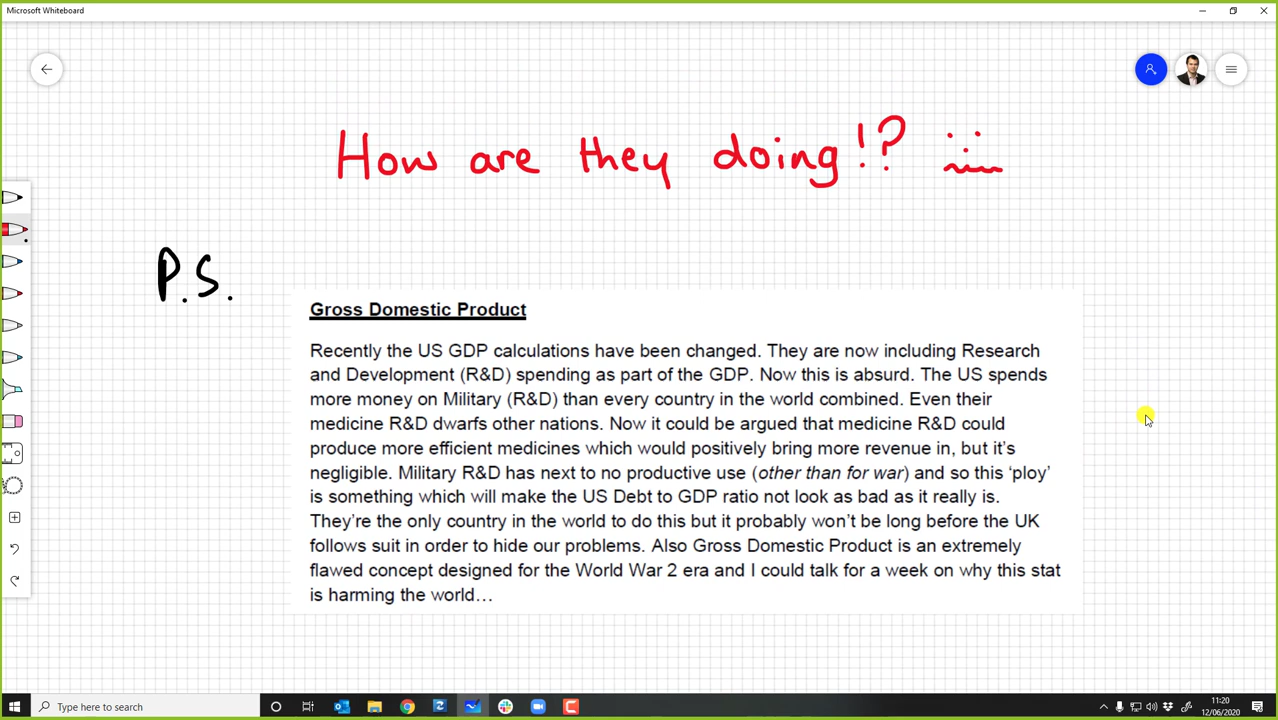 Microsoft Whiteboard
How are they doing!?
P.S.
Gross Domestic Product
Recently the US GDP calculations have been changed. They are now including Research
and Development (R&D) spending as part of the GDP. Now this is absurd. The US spends
more money on Military (R&D) than every country in the world combined. Even their
medicine R&D dwarfs other nations. Now it could be argued that medicine R&D could
produce more efficient medicines which would positively bring more revenue in, but it's
negligible. Military R&D has next to no productive use (other than for war) and so this ‘ploy’
is something which will make the US Debt to GDP ratio not look as bad as it really is.
They're the only country in the world to do this but it probably won't be long before the UK
follows suit in order to hide our problems. Also Gross Domestic Product is an extremely
flawed concept designed for the World War 2 era and I could talk for a week on why this stat
is harming the world…
Type here to search
11:20
12/06/2020